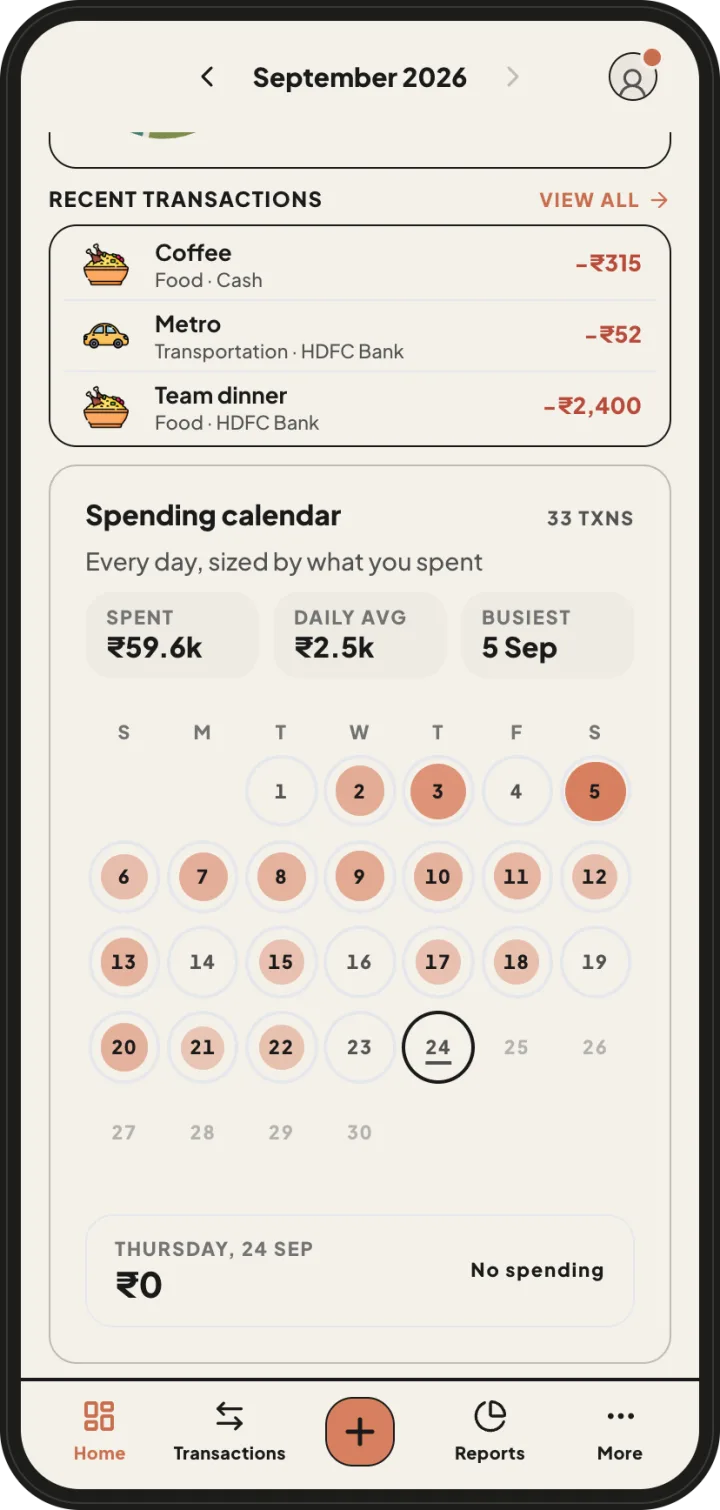 September 2026
RECENT TRANSACTIONS VIEW ALL →
Coffee
Food · Cash
−₹315
Metro
Transportation · HDFC Bank
−₹52
Team dinner
Food · HDFC Bank
−₹2,400
Spending calendar 33 TXNS
Every day, sized by what you spent
SPENT DAILY AVG BUSIEST
₹59.6k ₹2.5k 5 Sep
S M T W T F S
1 2 3 4 5
6 7 8 9 10 11 12
13 14 15 16 17 18 19
20 21 22 23 24 25 26
27 28 29 30
THURSDAY, 24 SEP
₹0
No spending
Home Transactions Reports More